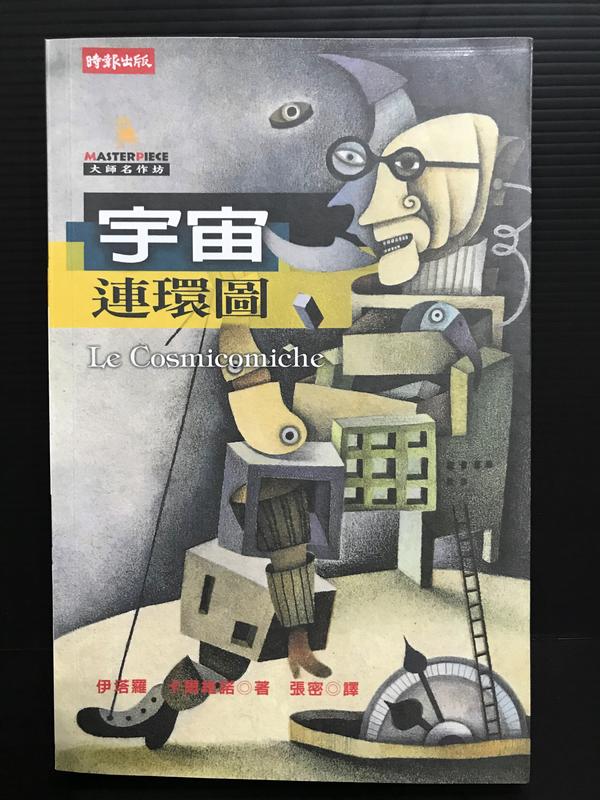 時報出版
MASTERPIECE
大師名作坊
宇宙
連環圖
Le Cosmicomiche
伊塔羅 卡爾維諾◎著 張密◎譯